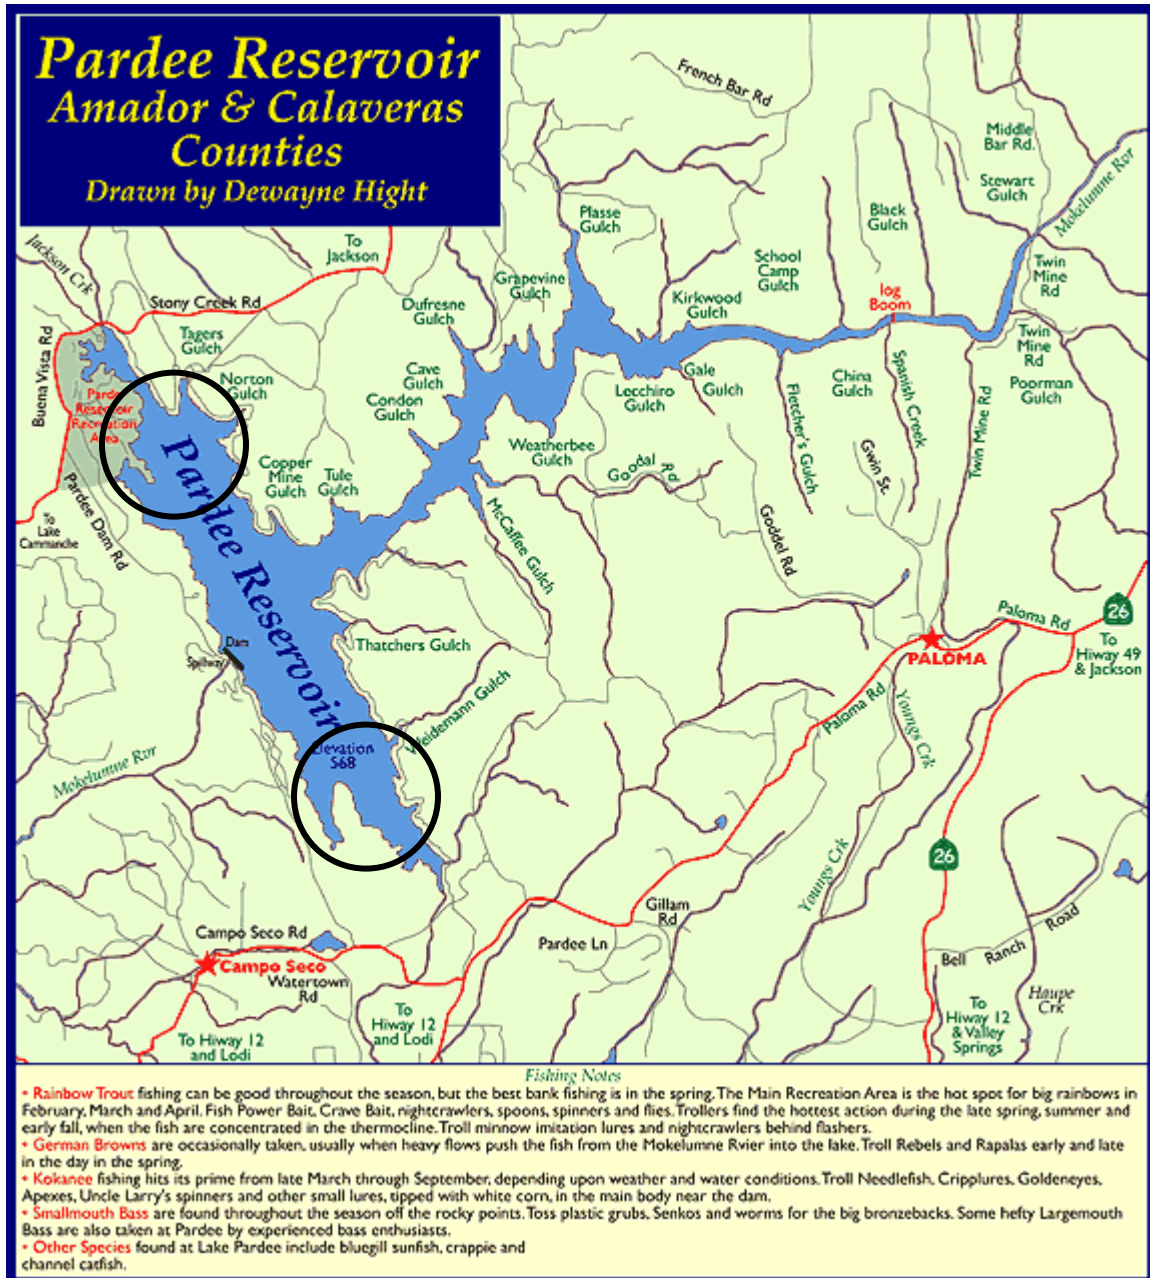 Pardee Reservoir
Amador & Calaveras
Counties
Drawn by Dewayne Hight
French Bar Rd
Middle
Bar Rd.
Stewart
Gulch
Mokelumne Rvr
Plasse
Gulch
Black
Gulch
Jackson Crk
To
Jackson
School
Camp
Gulch
Twin
Mine
Rd
Grapevine
Gulch
Stony Creek Rd
Dufresne
Gulch
Kirkwood
Gulch
log
Boom
Buena Vista Rd
Tagers
Gulch
Twin
Mine
Rd
Cave
Gulch
Norton
Gulch
Condon
Gulch
Lecchiro
Gulch
Gale
Gulch
Fletcher's Gulch
China
Gulch
Spanish Creek
Twin Mine Rd
Poorman
Gulch
Pardee
Reservoir
Recreation
Area
Weatherbee
Gulch
Goodal Rd
Gwin St.
Copper
Mine
Gulch
Tule
Gulch
Pardee Reservoir
Pardee Dam Rd
To
Lake
Cammanche
McCaffee Gulch
Goddel Rd
Paloma Rd
26
To
Hiway 49
& Jackson
PALOMA
Dam
Spillway
Thatchers Gulch
Weidemann Gulch
Paloma Rd
Youngs Crk
Elevation
568
Mokelumne Rvr
26
Youngs Crk
Gillam
Rd
Pardee Ln
Bell Ranch Road
Campo Seco Rd
Campo Seco
Watertown
Rd
Haupe
Crk
To
Hiway 12
and Lodi
To
Hiway 12
and Lodi
To
Hiway 12
& Valley
Springs
Fishing Notes
• Rainbow Trout fishing can be good throughout the season, but the best bank fishing is in the spring. The Main Recreation Area is the hot spot for big rainbows in
February, March and April. Fish Power Bait, Crave Bait, nightcrawlers, spoons, spinners and flies. Trollers find the hottest action during the late spring, summer and
early fall, when the fish are concentrated in the thermocline. Troll minnow imitation lures and nightcrawlers behind flashers.
• German Browns are occasionally taken, usually when heavy flows push the fish from the Mokelumne Rvier into the lake. Troll Rebels and Rapalas early and late
in the day in the spring.
• Kokanee fishing hits its prime from late March through September, depending upon weather and water conditions. Troll Needlefish, Cripplures, Goldeneyes,
Apexes, Uncle Larry's spinners and other small lures, tipped with white corn, in the main body near the dam.
• Smallmouth Bass are found throughout the season off the rocky points. Toss plastic grubs, Senkos and worms for the big bronzebacks. Some hefty Largemouth
Bass are also taken at Pardee by experienced bass enthusiasts.
• Other Species found at Lake Pardee include bluegill sunfish, crappie and
channel catfish.